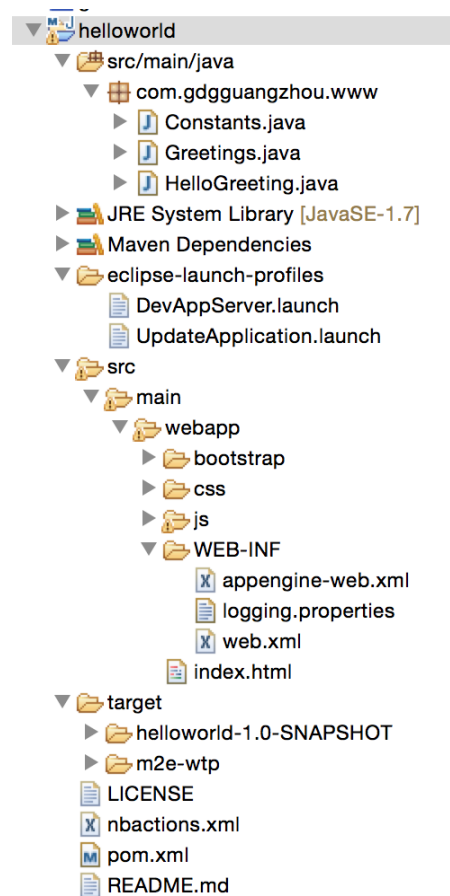 helloworld
src/main/java
com.gdgguangzhou.www
Constants.java
Greetings.java
HelloGreeting.java
JRE System Library [JavaSE-1.7]
Maven Dependencies
eclipse-launch-profiles
DevAppServer.launch
UpdateApplication.launch
src
main
webapp
bootstrap
css
js
WEB-INF
appengine-web.xml
logging.properties
web.xml
index.html
target
helloworld-1.0-SNAPSHOT
m2e-wtp
LICENSE
nbactions.xml
pom.xml
README.md